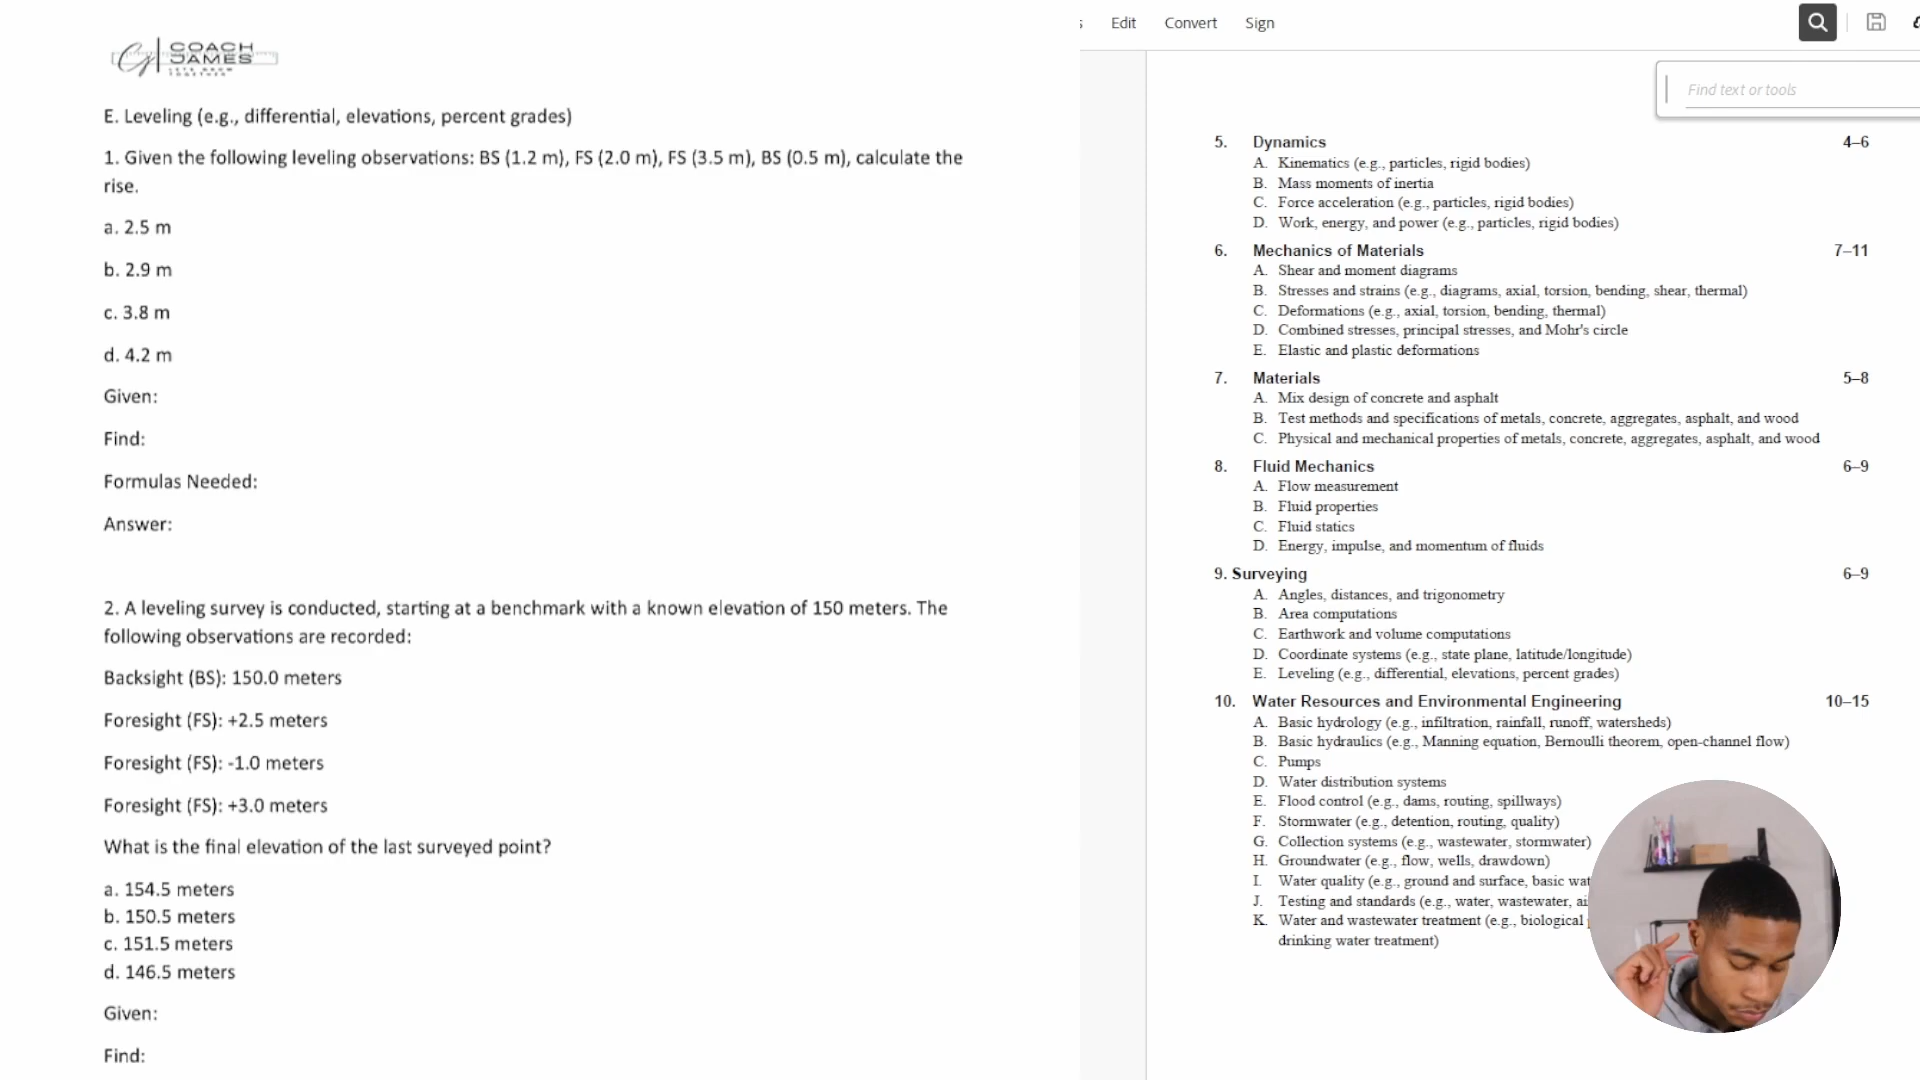 COACH
JAMES
LET'S GROW
TOGETHER
E. Leveling (e.g., differential, elevations, percent grades)
1. Given the following leveling observations: BS (1.2 m), FS (2.0 m), FS (3.5 m), BS (0.5 m), calculate the
rise.
a. 2.5 m
b. 2.9 m
c. 3.8 m
d. 4.2 m
Given:
Find:
Formulas Needed:
Answer:
2. A leveling survey is conducted, starting at a benchmark with a known elevation of 150 meters. The
following observations are recorded:
Backsight (BS): 150.0 meters
Foresight (FS): +2.5 meters
Foresight (FS): -1.0 meters
Foresight (FS): +3.0 meters
What is the final elevation of the last surveyed point?
a. 154.5 meters
b. 150.5 meters
c. 151.5 meters
d. 146.5 meters
Given:
Find:
Edit Convert Sign
Find text or tools
5. Dynamics 4–6
A. Kinematics (e.g., particles, rigid bodies)
B. Mass moments of inertia
C. Force acceleration (e.g., particles, rigid bodies)
D. Work, energy, and power (e.g., particles, rigid bodies)
6. Mechanics of Materials 7–11
A. Shear and moment diagrams
B. Stresses and strains (e.g., diagrams, axial, torsion, bending, shear, thermal)
C. Deformations (e.g., axial, torsion, bending, thermal)
D. Combined stresses, principal stresses, and Mohr's circle
E. Elastic and plastic deformations
7. Materials 5–8
A. Mix design of concrete and asphalt
B. Test methods and specifications of metals, concrete, aggregates, asphalt, and wood
C. Physical and mechanical properties of metals, concrete, aggregates, asphalt, and wood
8. Fluid Mechanics 6–9
A. Flow measurement
B. Fluid properties
C. Fluid statics
D. Energy, impulse, and momentum of fluids
9. Surveying 6–9
A. Angles, distances, and trigonometry
B. Area computations
C. Earthwork and volume computations
D. Coordinate systems (e.g., state plane, latitude/longitude)
E. Leveling (e.g., differential, elevations, percent grades)
10. Water Resources and Environmental Engineering 10–15
A. Basic hydrology (e.g., infiltration, rainfall, runoff, watersheds)
B. Basic hydraulics (e.g., Manning equation, Bernoulli theorem, open-channel flow)
C. Pumps
D. Water distribution systems
E. Flood control (e.g., dams, routing, spillways)
F. Stormwater (e.g., detention, routing, quality)
G. Collection systems (e.g., wastewater, stormwater)
H. Groundwater (e.g., flow, wells, drawdown)
I. Water quality (e.g., ground and surface, basic wat
J. Testing and standards (e.g., water, wastewater, ai
K. Water and wastewater treatment (e.g., biological
drinking water treatment)